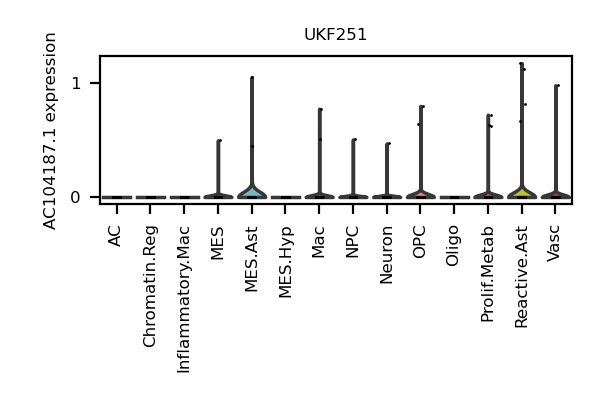 UKF251
AC104187.1 expression
1
0
AC
Chromatin.Reg
Inflammatory.Mac
MES
MES.Ast
MES.Hyp
Mac
NPC
Neuron
OPC
Oligo
Prolif.Metab
Reactive.Ast
Vasc